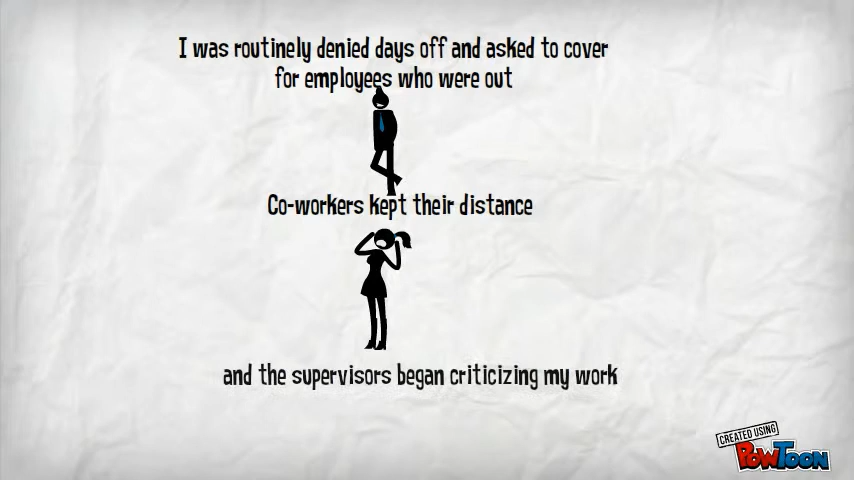 I was routinely denied days off and asked to cover
for employees who were out
Co-workers kept their distance
and the supervisors began criticizing my work
CREATED USING
POWTOON